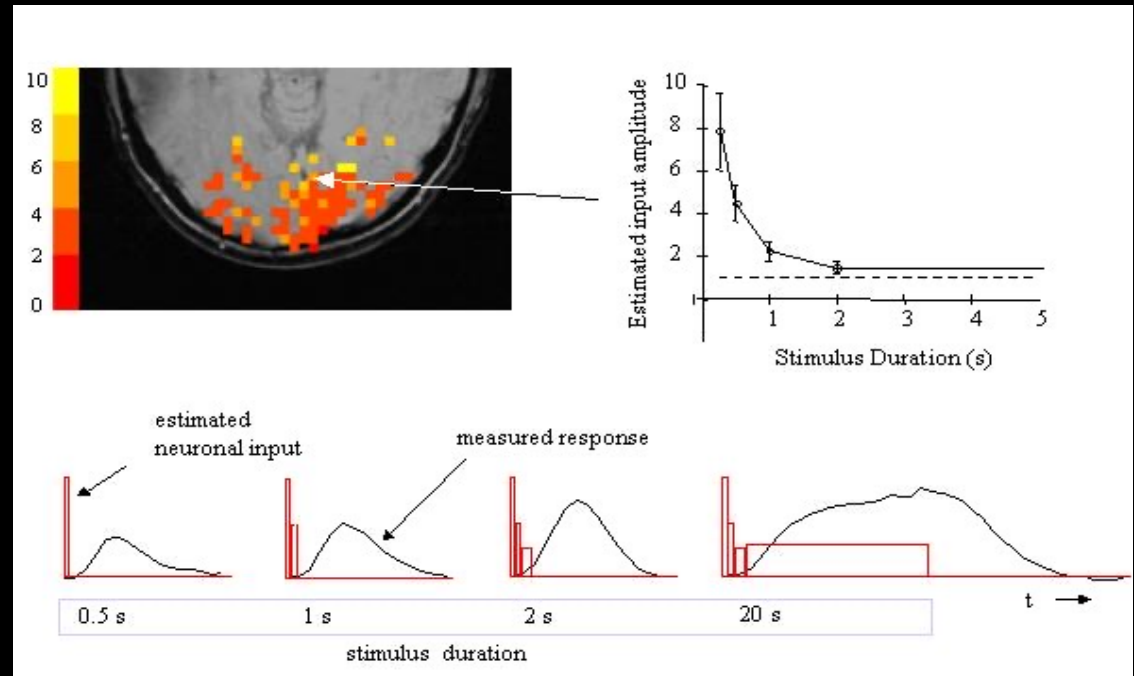 10
8
6
4
2
0
Estimated input amplitude
10
8
6
4
2
1 2 3 4 5
Stimulus Duration (s)
estimated
neuronal input
measured response
t
0.5 s 1 s 2 s 20 s
stimulus duration